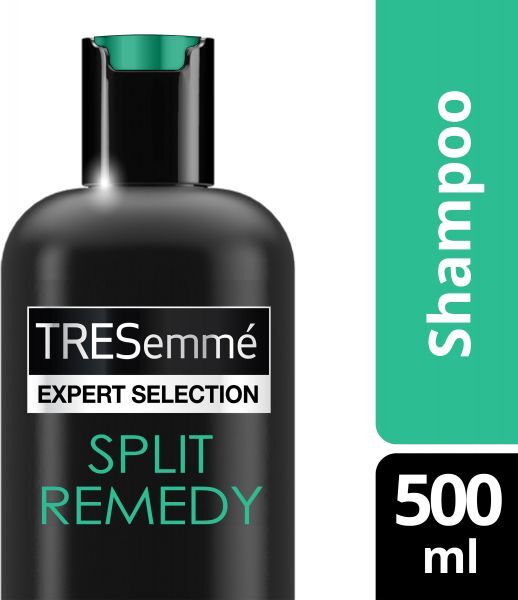 TRESemmé
EXPERT SELECTION
SPLIT
REMEDY
Shampoo
500
ml